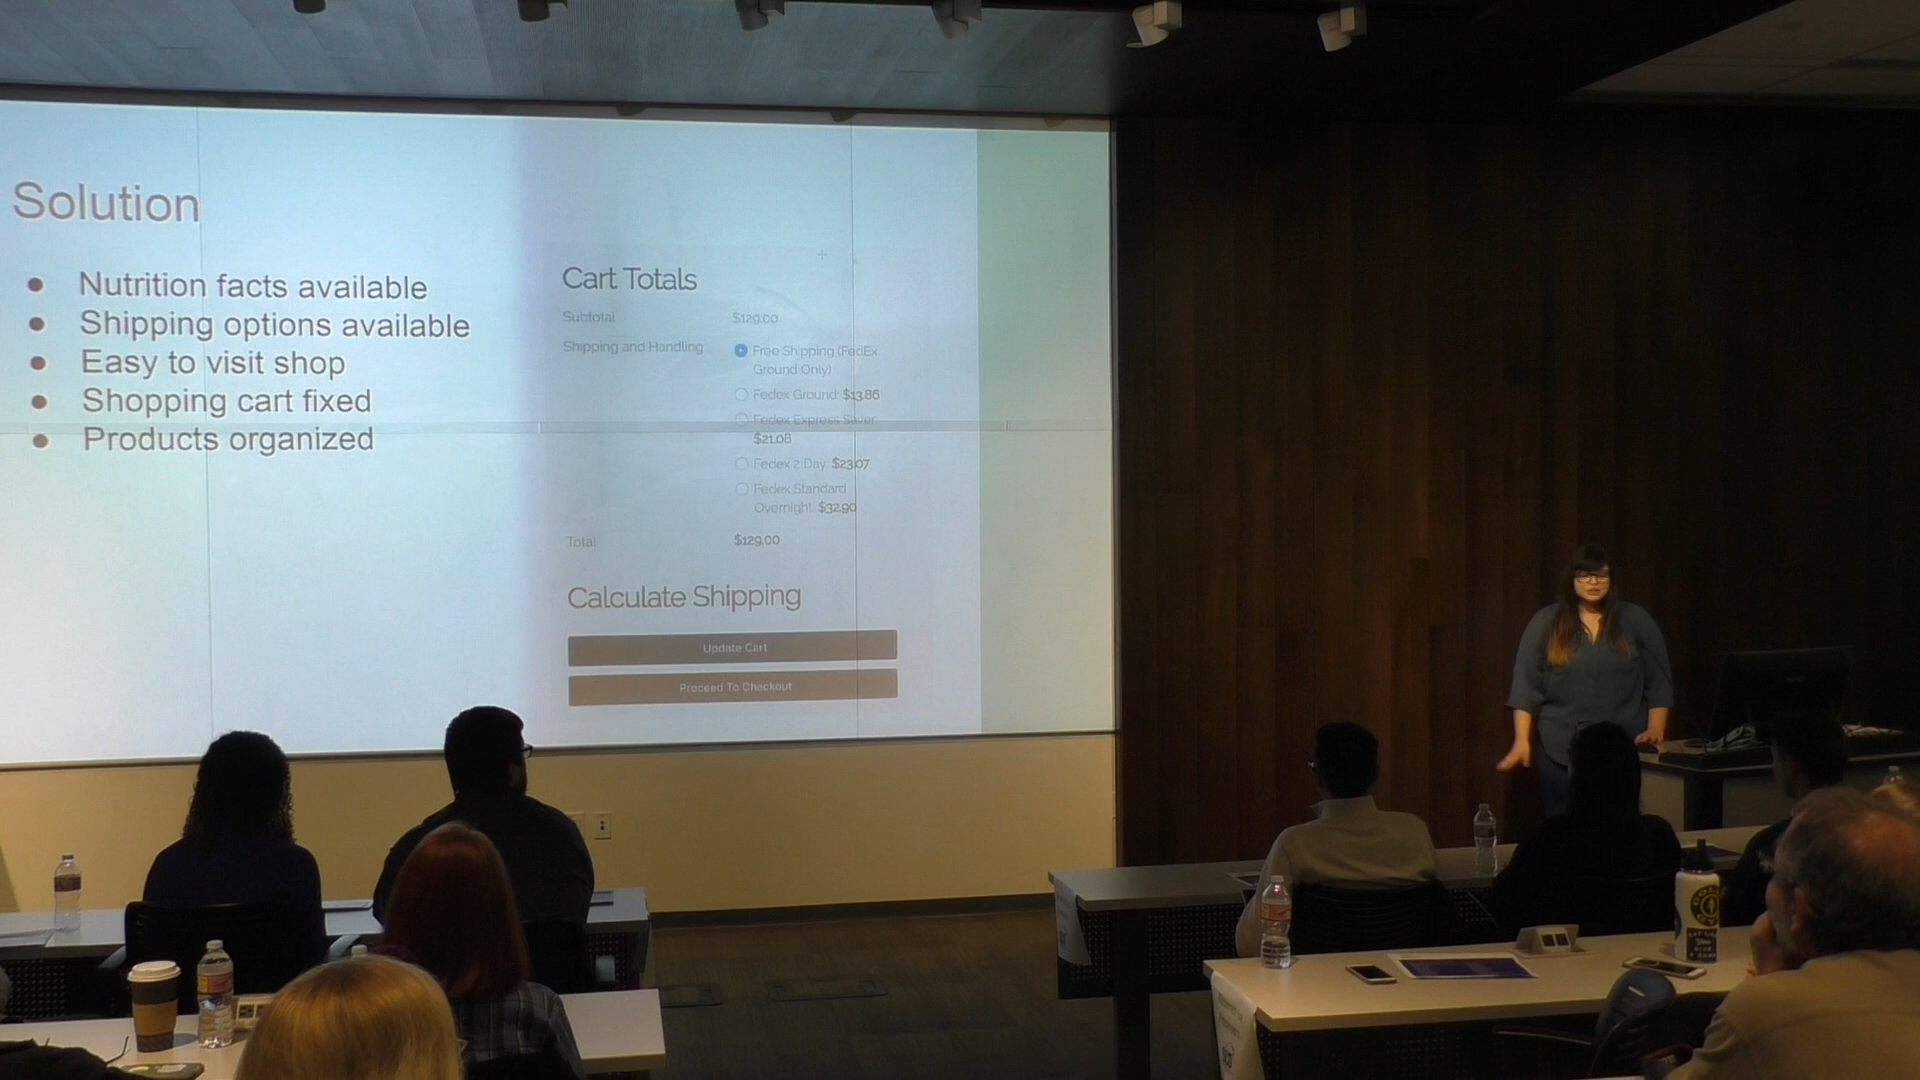 Solution
Nutrition facts available
Shipping options available
Easy to visit shop
Shopping cart fixed
Products organized
Cart Totals
Subtotal $129.00
Shipping and Handling
Free Shipping (FedEx
Ground Only)
Fedex Ground: $13.86
Fedex Express Saver:
$21.08
Fedex 2 Day: $23.07
Fedex Standard
Overnight: $32.90
Total $129.00
Calculate Shipping
Update Cart
Proceed To Checkout